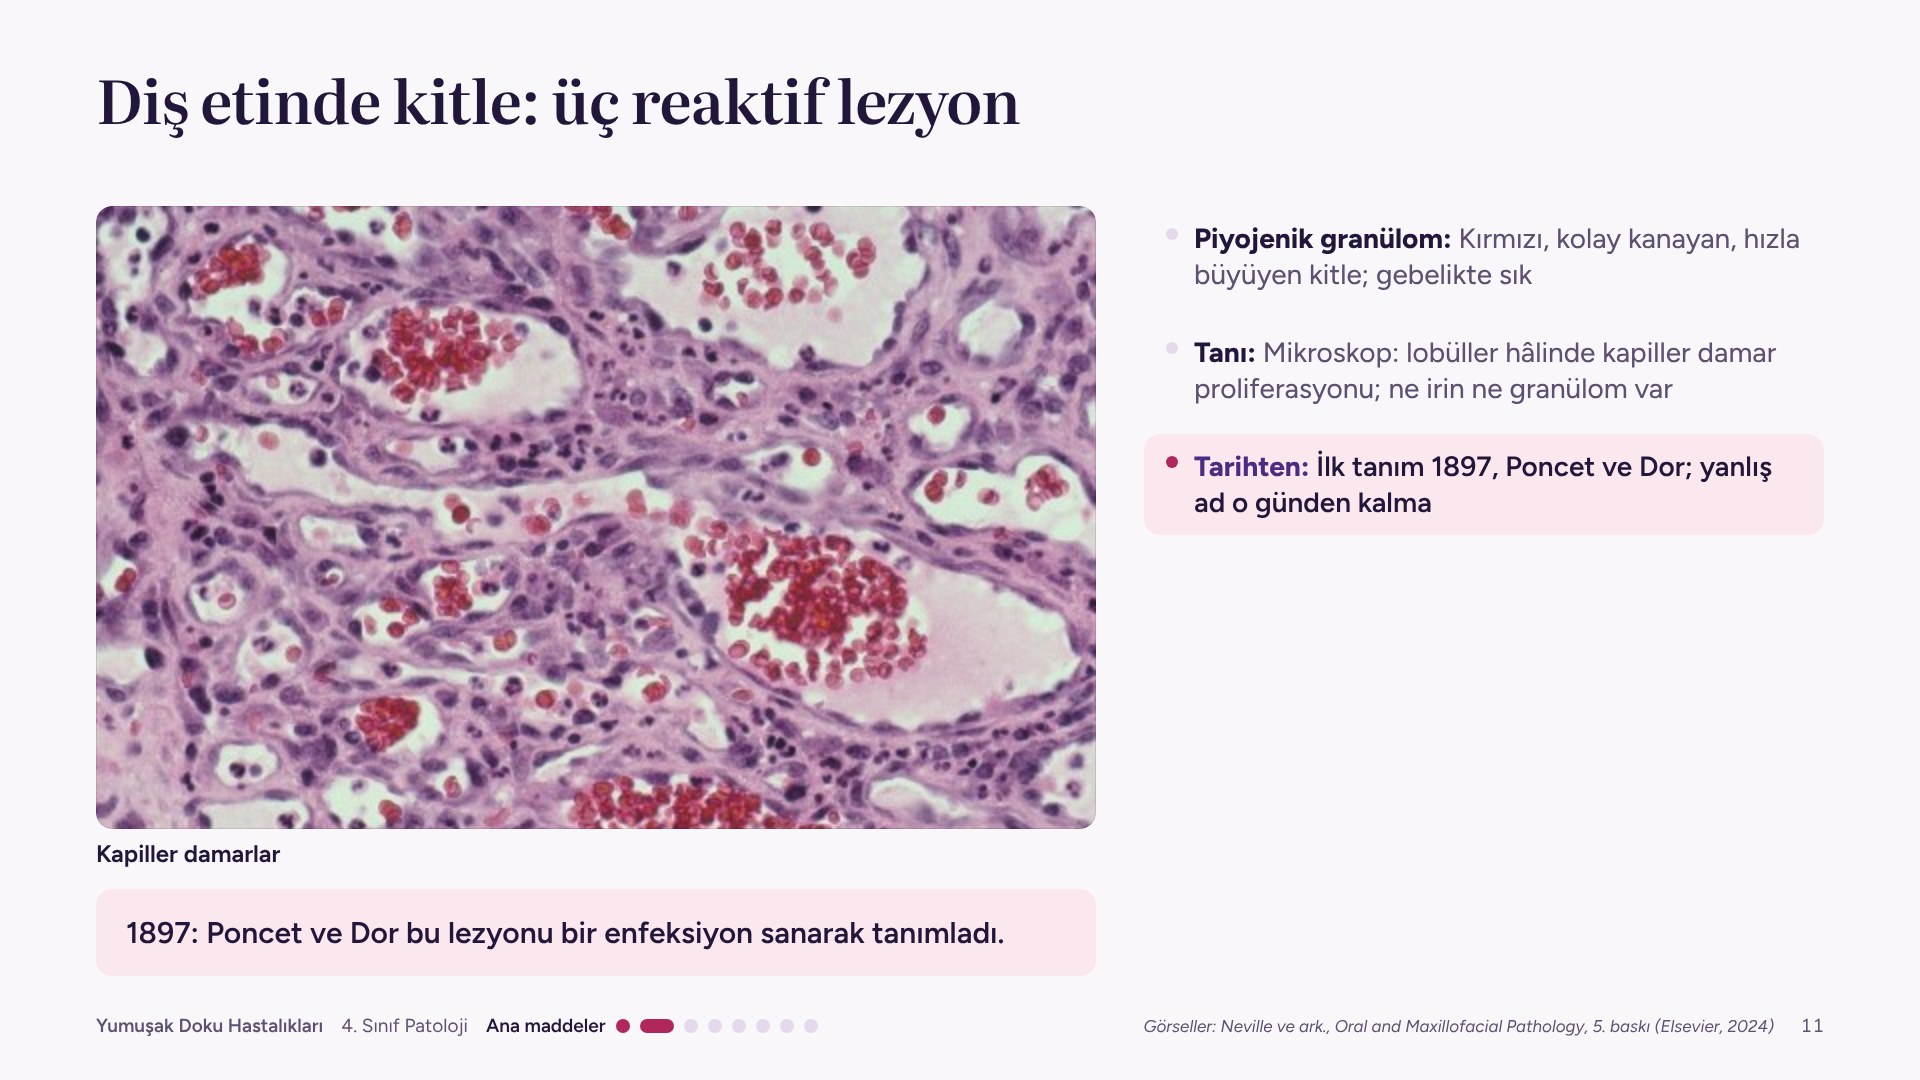 Diş etinde kitle: üç reaktif lezyon
Kapiller damarlar
1897: Poncet ve Dor bu lezyonu bir enfeksiyon sanarak tanımladı.
Piyojenik granülom: Kırmızı, kolay kanayan, hızla
büyüyen kitle; gebelikte sık
Tanı: Mikroskop: lobüller hâlinde kapiller damar
proliferasyonu; ne irin ne granülom var
Tarihten: İlk tanım 1897, Poncet ve Dor; yanlış
ad o günden kalma
Yumuşak Doku Hastalıkları 4. Sınıf Patoloji Ana maddeler
Görseller: Neville ve ark., Oral and Maxillofacial Pathology, 5. baskı (Elsevier, 2024) 11